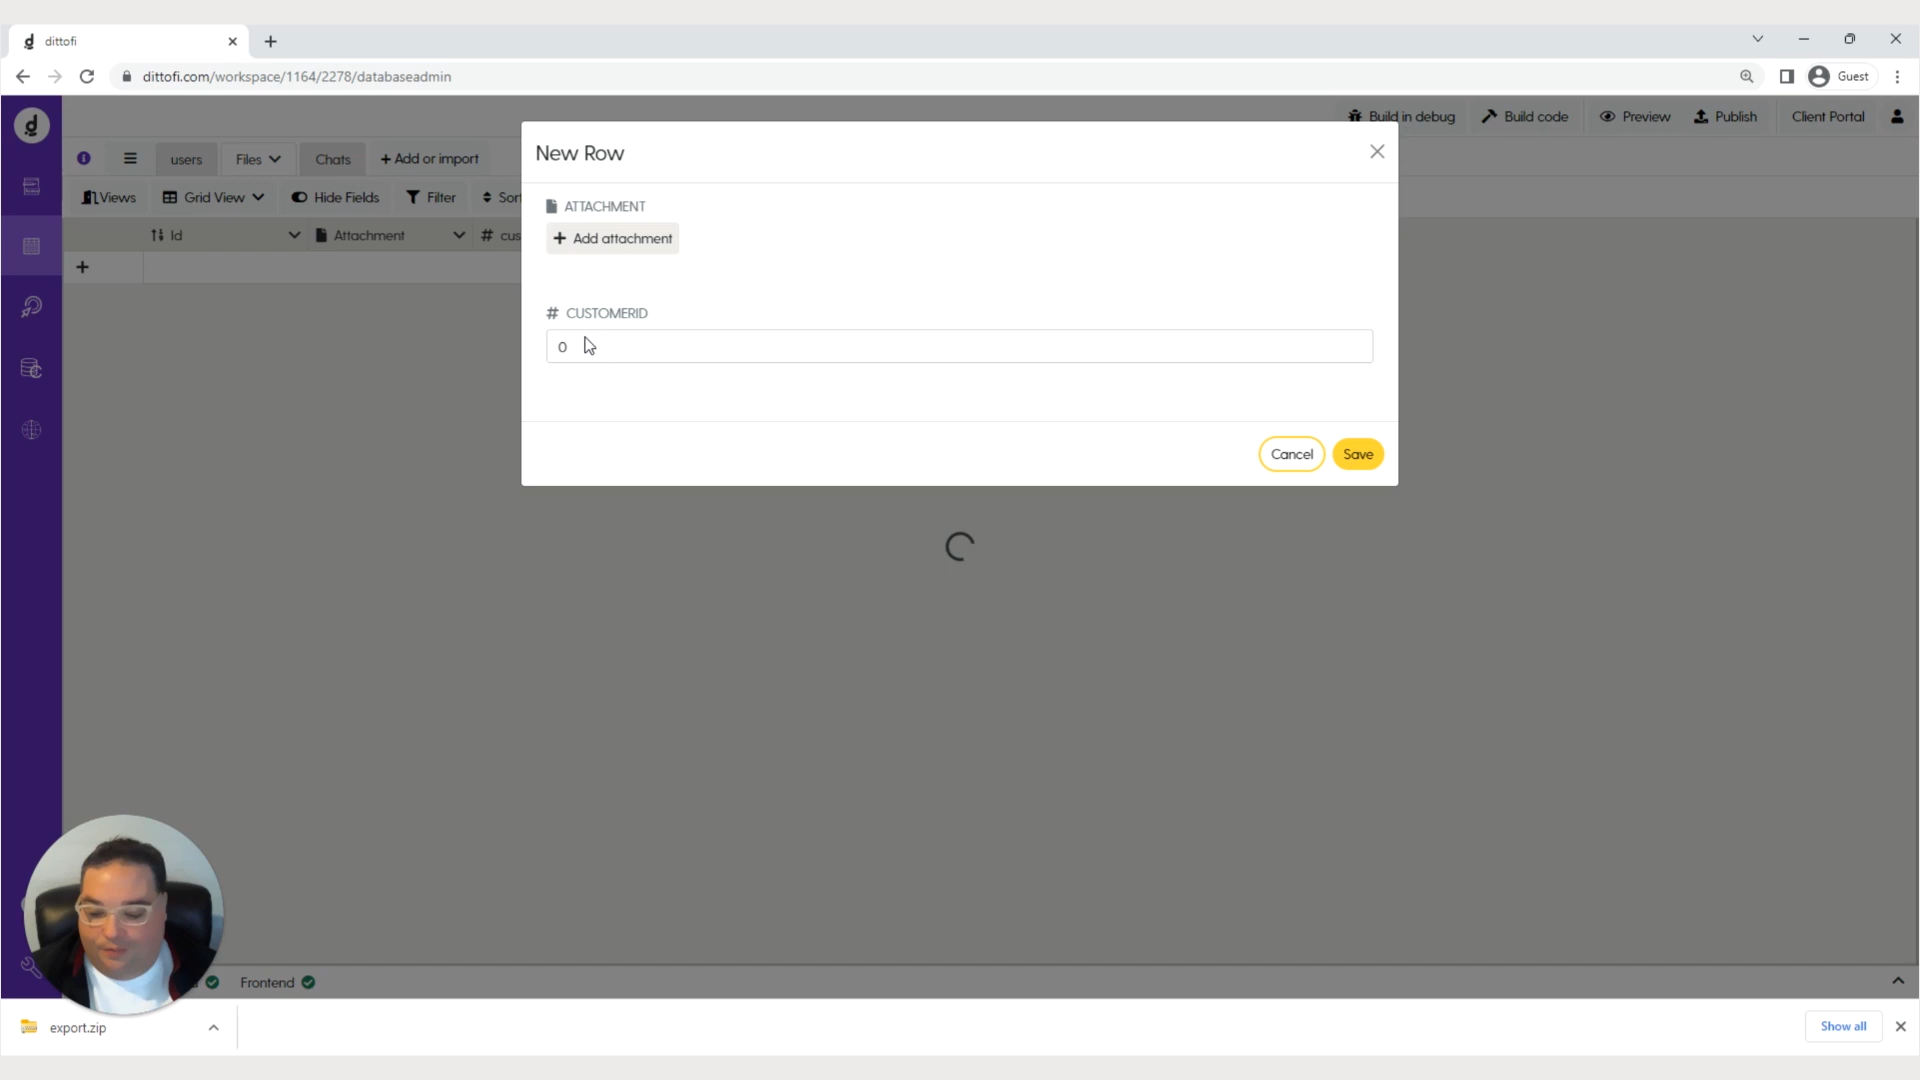 dittofi
dittofi.com/workspace/1164/2278/databaseadmin
Guest
Build in debug
Build code
Preview
Publish
Client Portal
users
Files
Chats
+ Add or import
Views
Grid View
Hide Fields
Filter
Sort
Id
Attachment
# cus
+
New Row
ATTACHMENT
+ Add attachment
# CUSTOMERID
0
Cancel
Save
Frontend
export.zip
Show all